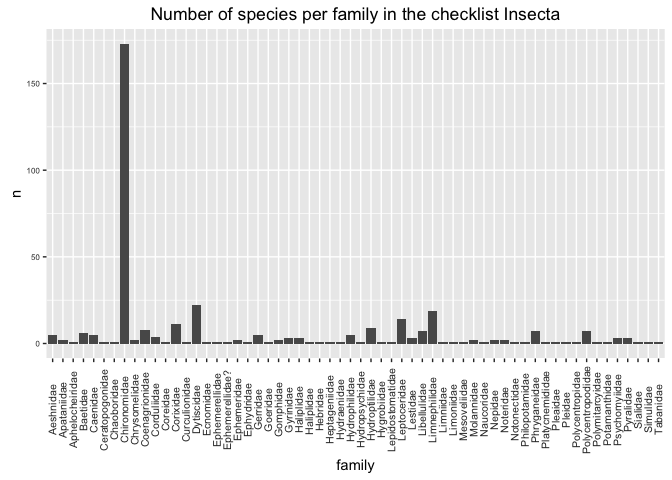 Number of species per family in the checklist Insecta
n
150
100
50
0
Aeshnidae
Apataniidae
Aphelocheiridae
Baetidae
Caenidae
Ceratopogonidae
Chaoboridae
Chironomidae
Chrysomelidae
Coenagrionidae
Corduliidae
Coreidae
Corixidae
Curculionidae
Dytiscidae
Ecnomidae
Ephemerellidae
Ephemerellidae?
Ephemeridae
Ephydridae
Gerridae
Goeridae
Gomphidae
Gyrinidae
Haliplidae
Halipidae
Hebridae
Heptageniidae
Hydraenidae
Hydrophilidae
Hydropsychidae
Hydroptilidae
Hygrobiidae
Lepidostomatidae
Leptoceridae
Lestidae
Libellulidae
Limnephilidae
Limniidae
Limoniidae
Mesoveliidae
Molannidae
Naucoridae
Nepidae
Noteridae
Notonectidae
Philopotamidae
Phryganeidae
Platycnemididae
Pleaidae
Pleidae
Polycentropidae
Polycentropodidae
Polymitarcyidae
Potamanthidae
Psychomyiidae
Pyralidae
Sialidae
Simulidae
Tabanidae
family